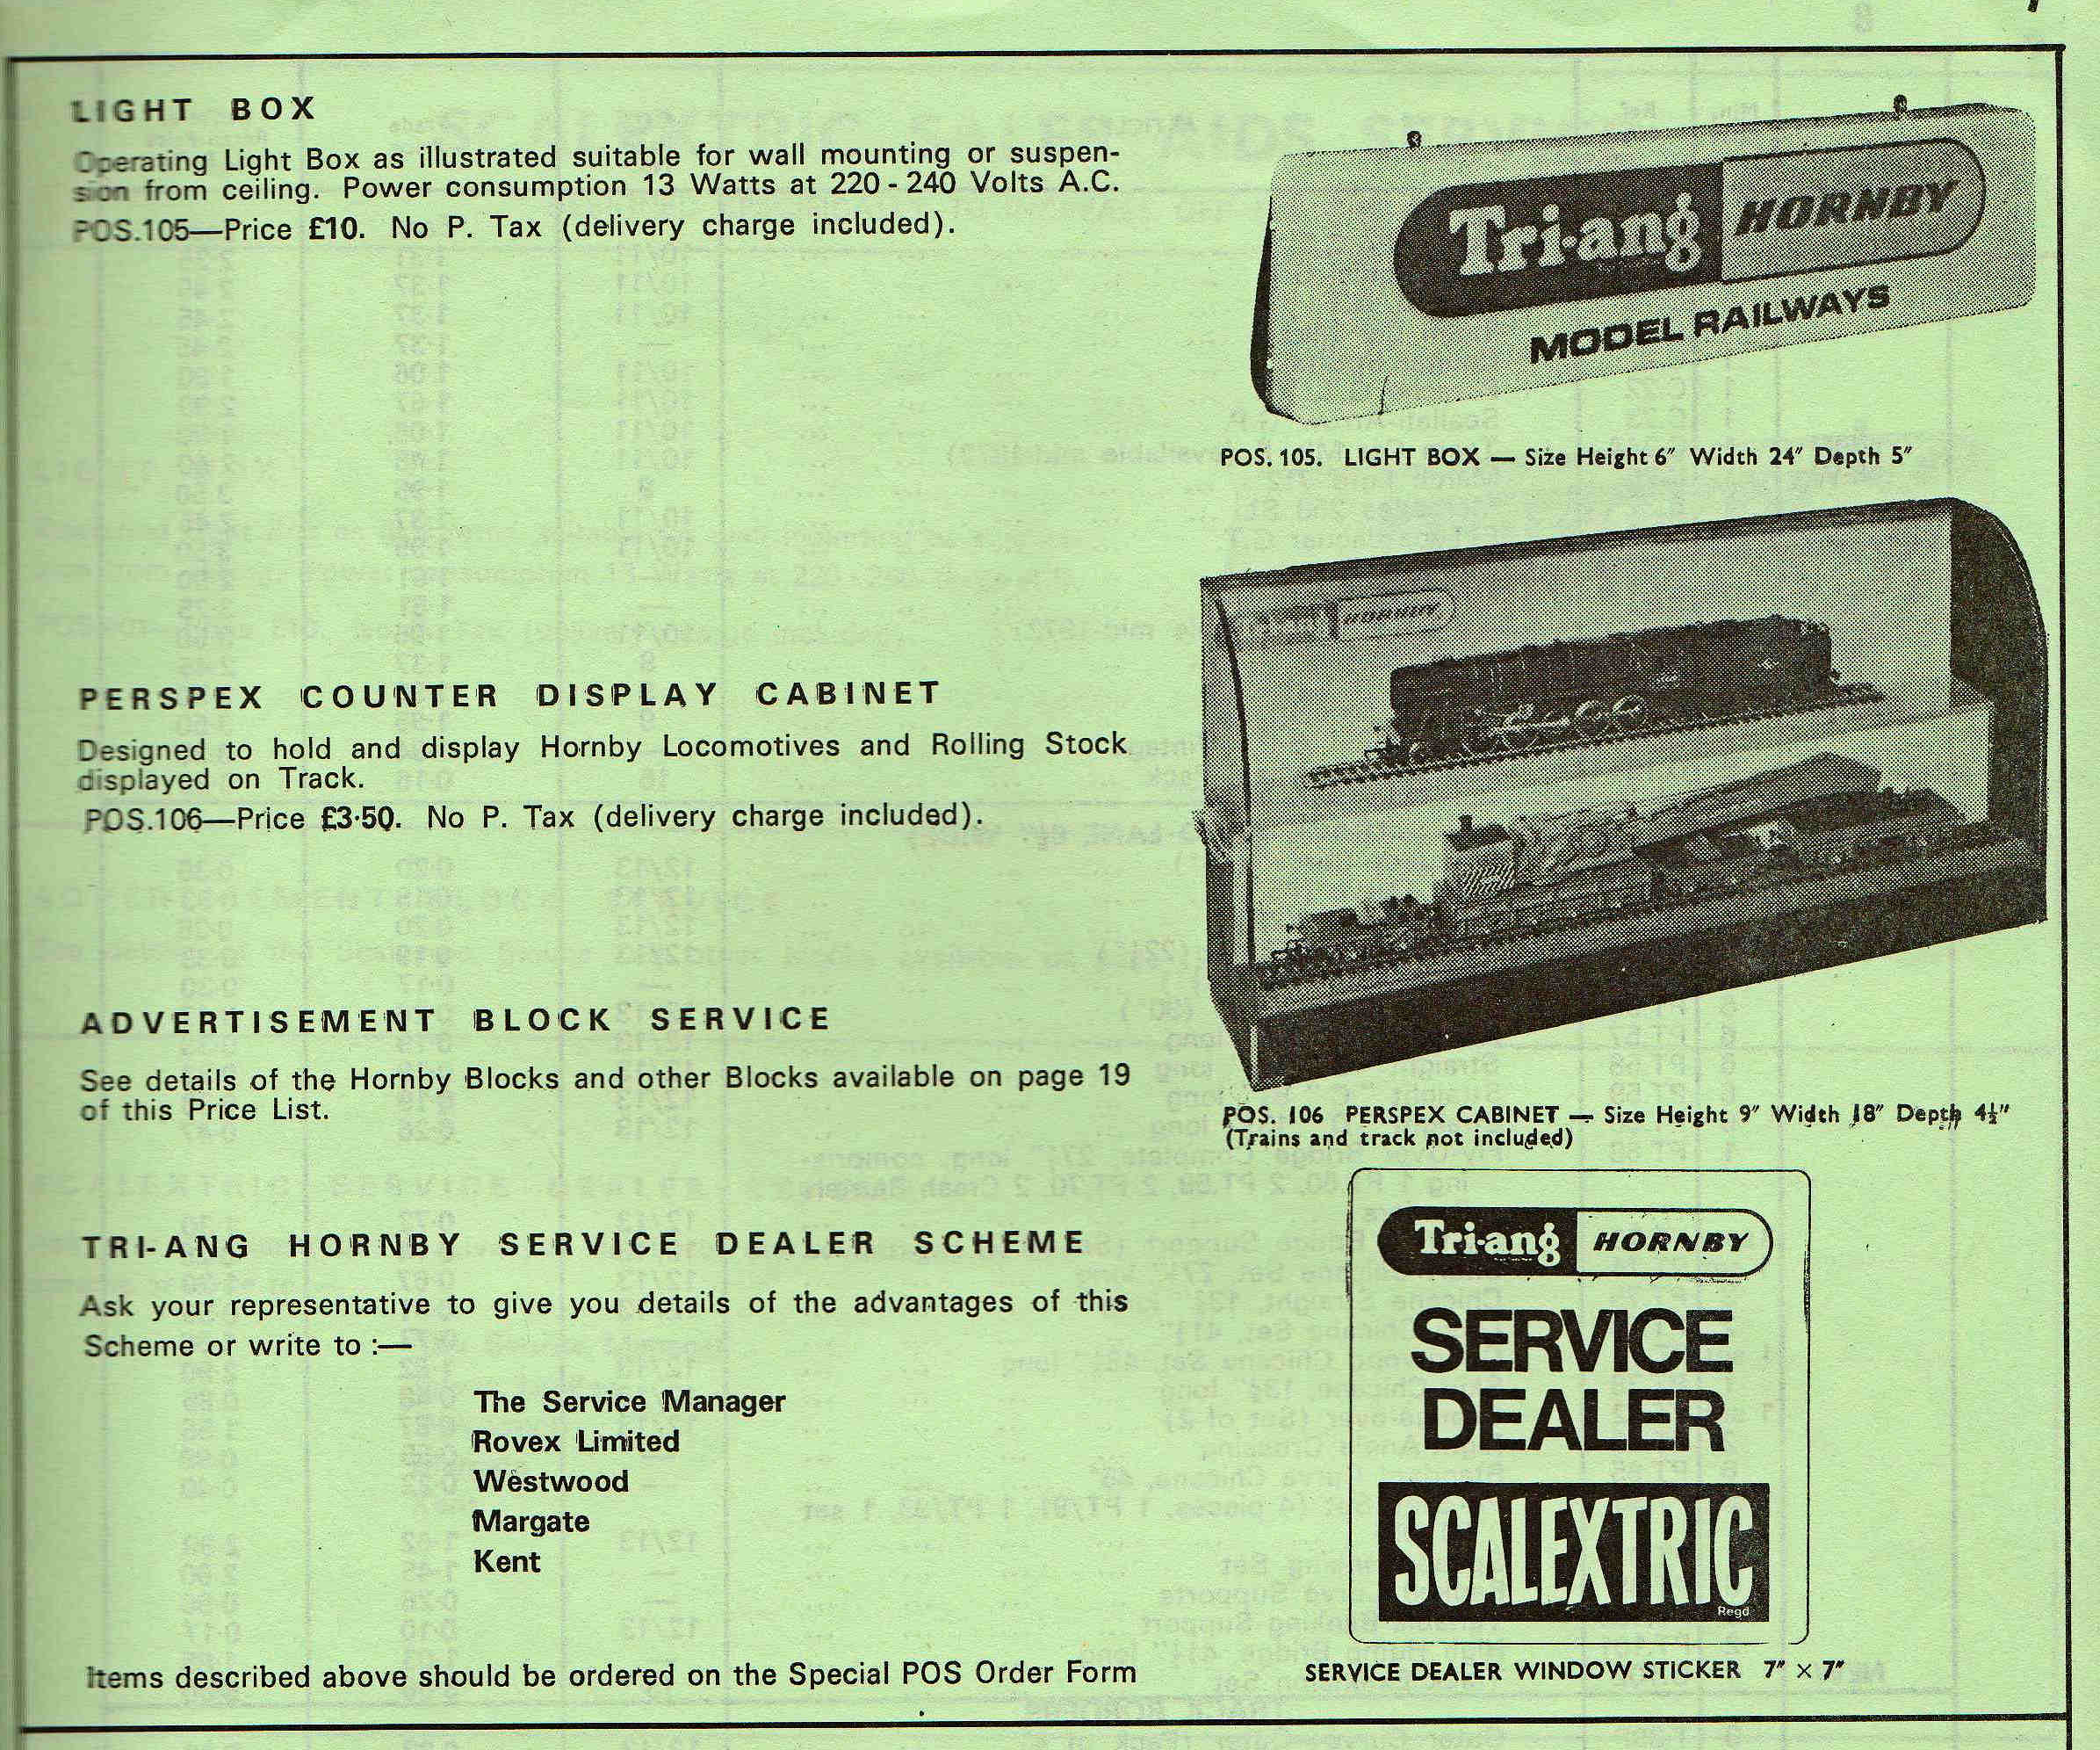 LIGHT BOX
Operating Light Box as illustrated suitable for wall mounting or suspen-
sion from ceiling. Power consumption 13 Watts at 220 - 240 Volts A.C.
POS.105—Price £10. No P. Tax (delivery charge included).
Tri-ang HORNBY
MODEL RAILWAYS
POS. 105. LIGHT BOX — Size Height 6″ Width 24″ Depth 5″
HORNBY
PERSPEX COUNTER DISPLAY CABINET
Designed to hold and display Hornby Locomotives and Rolling Stock
displayed on Track.
POS.106—Price £3·50. No P. Tax (delivery charge included).
POS. 106 PERSPEX CABINET — Size Height 9″ Width 18″ Depth 4½″
(Trains and track not included)
ADVERTISEMENT BLOCK SERVICE
See details of the Hornby Blocks and other Blocks available on page 19
of this Price List.
TRI-ANG HORNBY SERVICE DEALER SCHEME
Ask your representative to give you details of the advantages of this
Scheme or write to :—
The Service Manager
Rovex Limited
Westwood
Margate
Kent
Tri-ang HORNBY
SERVICE
DEALER
SCALEXTRIC
Regd
SERVICE DEALER WINDOW STICKER 7″ × 7″
Items described above should be ordered on the Special POS Order Form